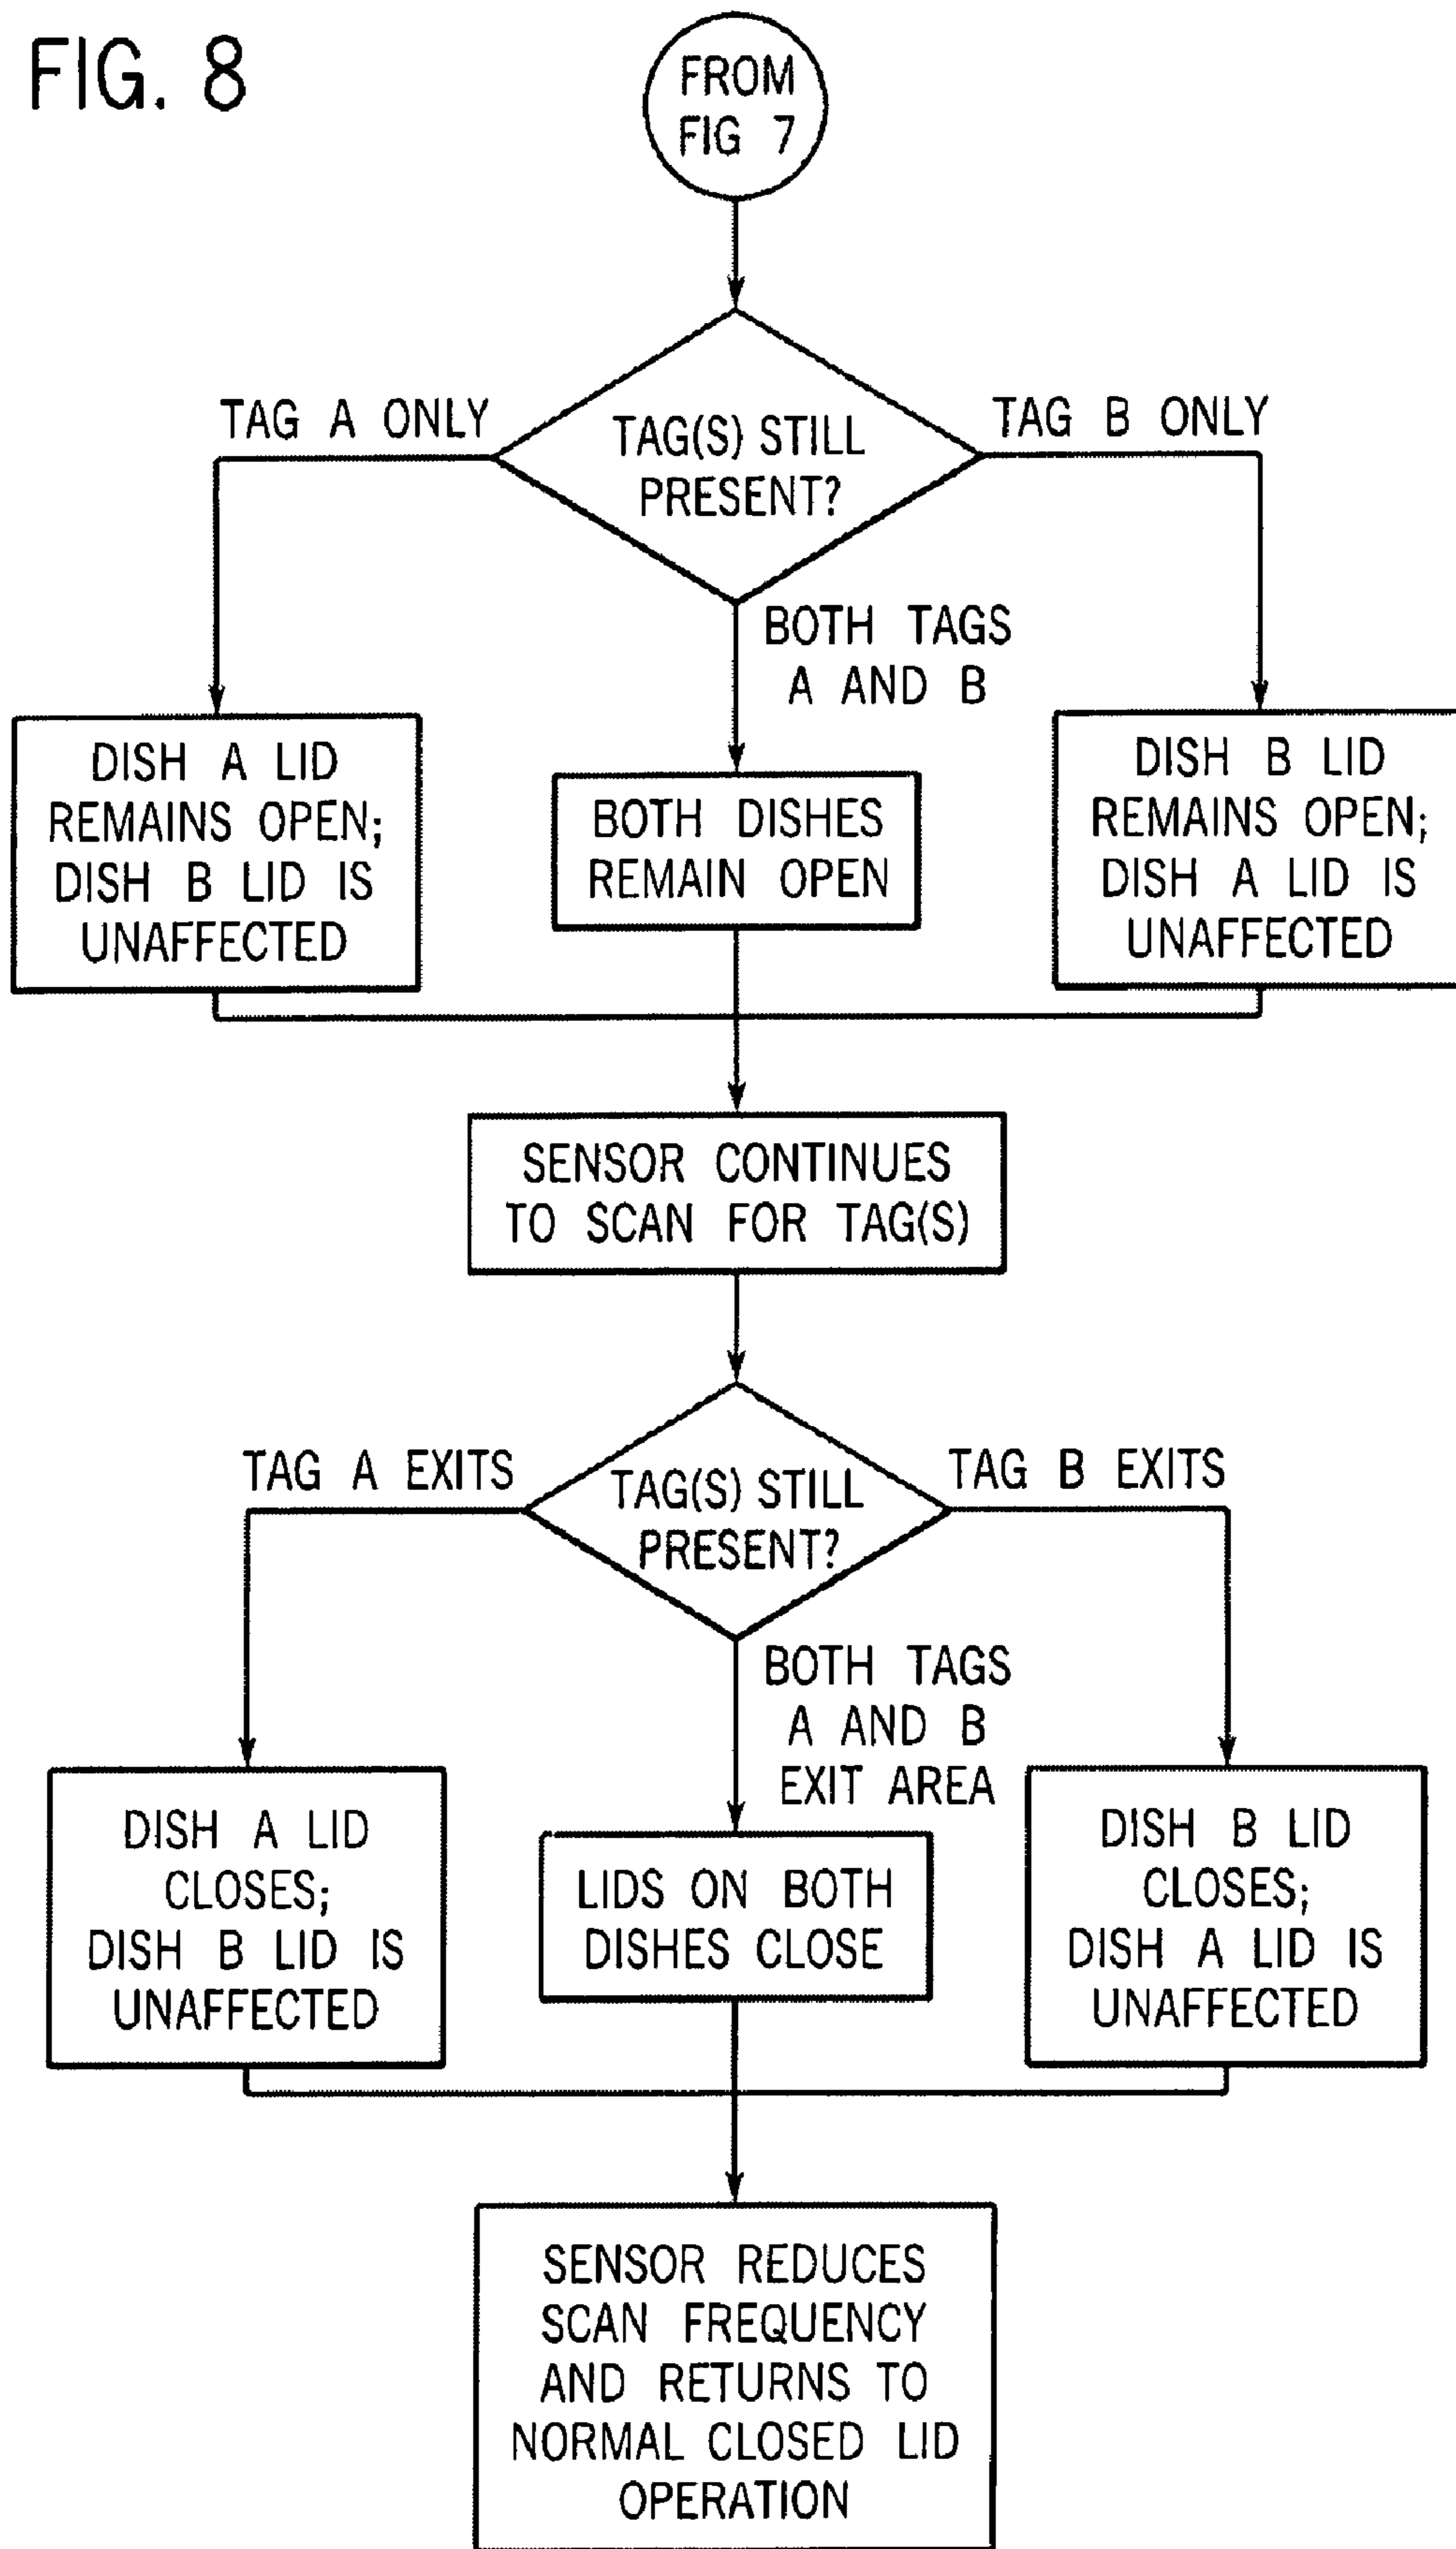 FIG. 8
FROM
FIG 7
TAG A ONLY
TAG(S) STILL
PRESENT?
TAG B ONLY
BOTH TAGS
A AND B
DISH A LID
REMAINS OPEN;
DISH B LID IS
UNAFFECTED
BOTH DISHES
REMAIN OPEN
DISH B LID
REMAINS OPEN;
DISH A LID IS
UNAFFECTED
SENSOR CONTINUES
TO SCAN FOR TAG(S)
TAG A EXITS
TAG(S) STILL
PRESENT?
TAG B EXITS
BOTH TAGS
A AND B
EXIT AREA
DISH A LID
CLOSES;
DISH B LID IS
UNAFFECTED
LIDS ON BOTH
DISHES CLOSE
DISH B LID
CLOSES;
DISH A LID IS
UNAFFECTED
SENSOR REDUCES
SCAN FREQUENCY
AND RETURNS TO
NORMAL CLOSED LID
OPERATION